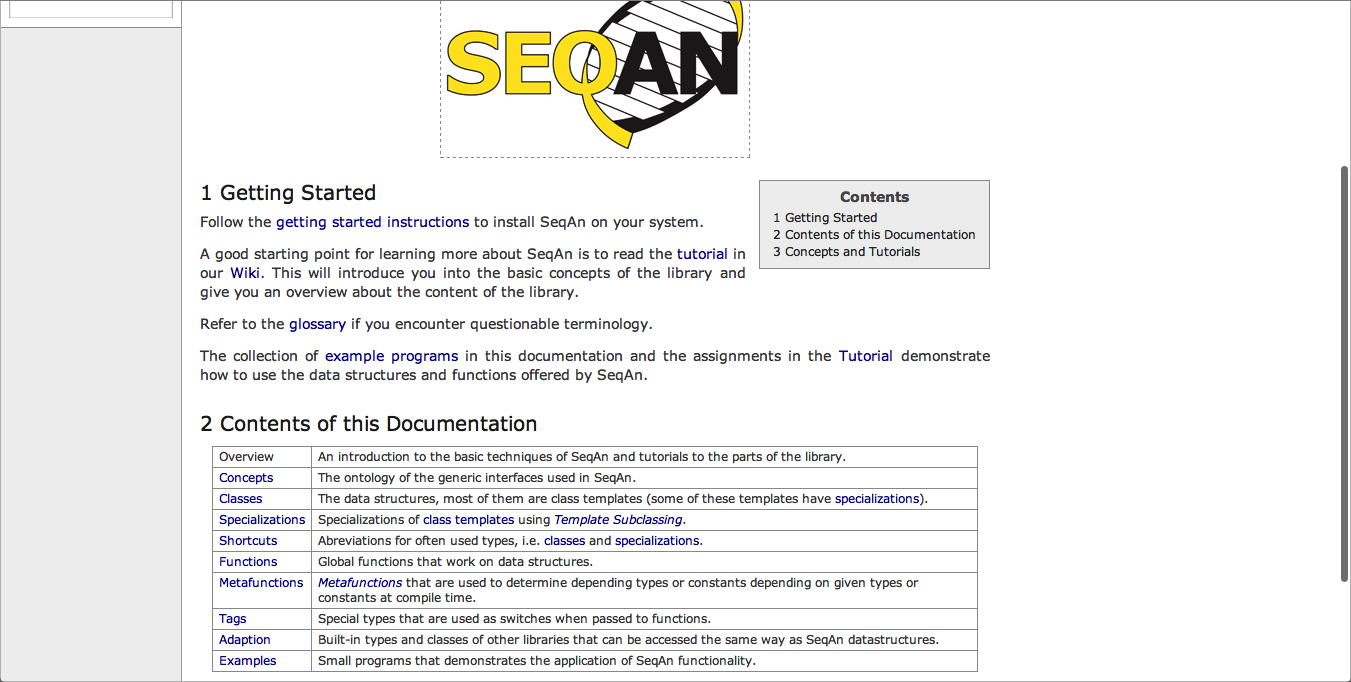 SEQAN
1 Getting Started
Follow the getting started instructions to install SeqAn on your system.
A good starting point for learning more about SeqAn is to read the tutorial in
our Wiki. This will introduce you into the basic concepts of the library and
give you an overview about the content of the library.
Refer to the glossary if you encounter questionable terminology.
The collection of example programs in this documentation and the assignments in the Tutorial demonstrate
how to use the data structures and functions offered by SeqAn.
Contents
1 Getting Started
2 Contents of this Documentation
3 Concepts and Tutorials
2 Contents of this Documentation
Overview An introduction to the basic techniques of SeqAn and tutorials to the parts of the library.
Concepts The ontology of the generic interfaces used in SeqAn.
Classes The data structures, most of them are class templates (some of these templates have specializations).
Specializations Specializations of class templates using Template Subclassing.
Shortcuts Abreviations for often used types, i.e. classes and specializations.
Functions Global functions that work on data structures.
Metafunctions Metafunctions that are used to determine depending types or constants depending on given types or
constants at compile time.
Tags Special types that are used as switches when passed to functions.
Adaption Built-in types and classes of other libraries that can be accessed the same way as SeqAn datastructures.
Examples Small programs that demonstrates the application of SeqAn functionality.